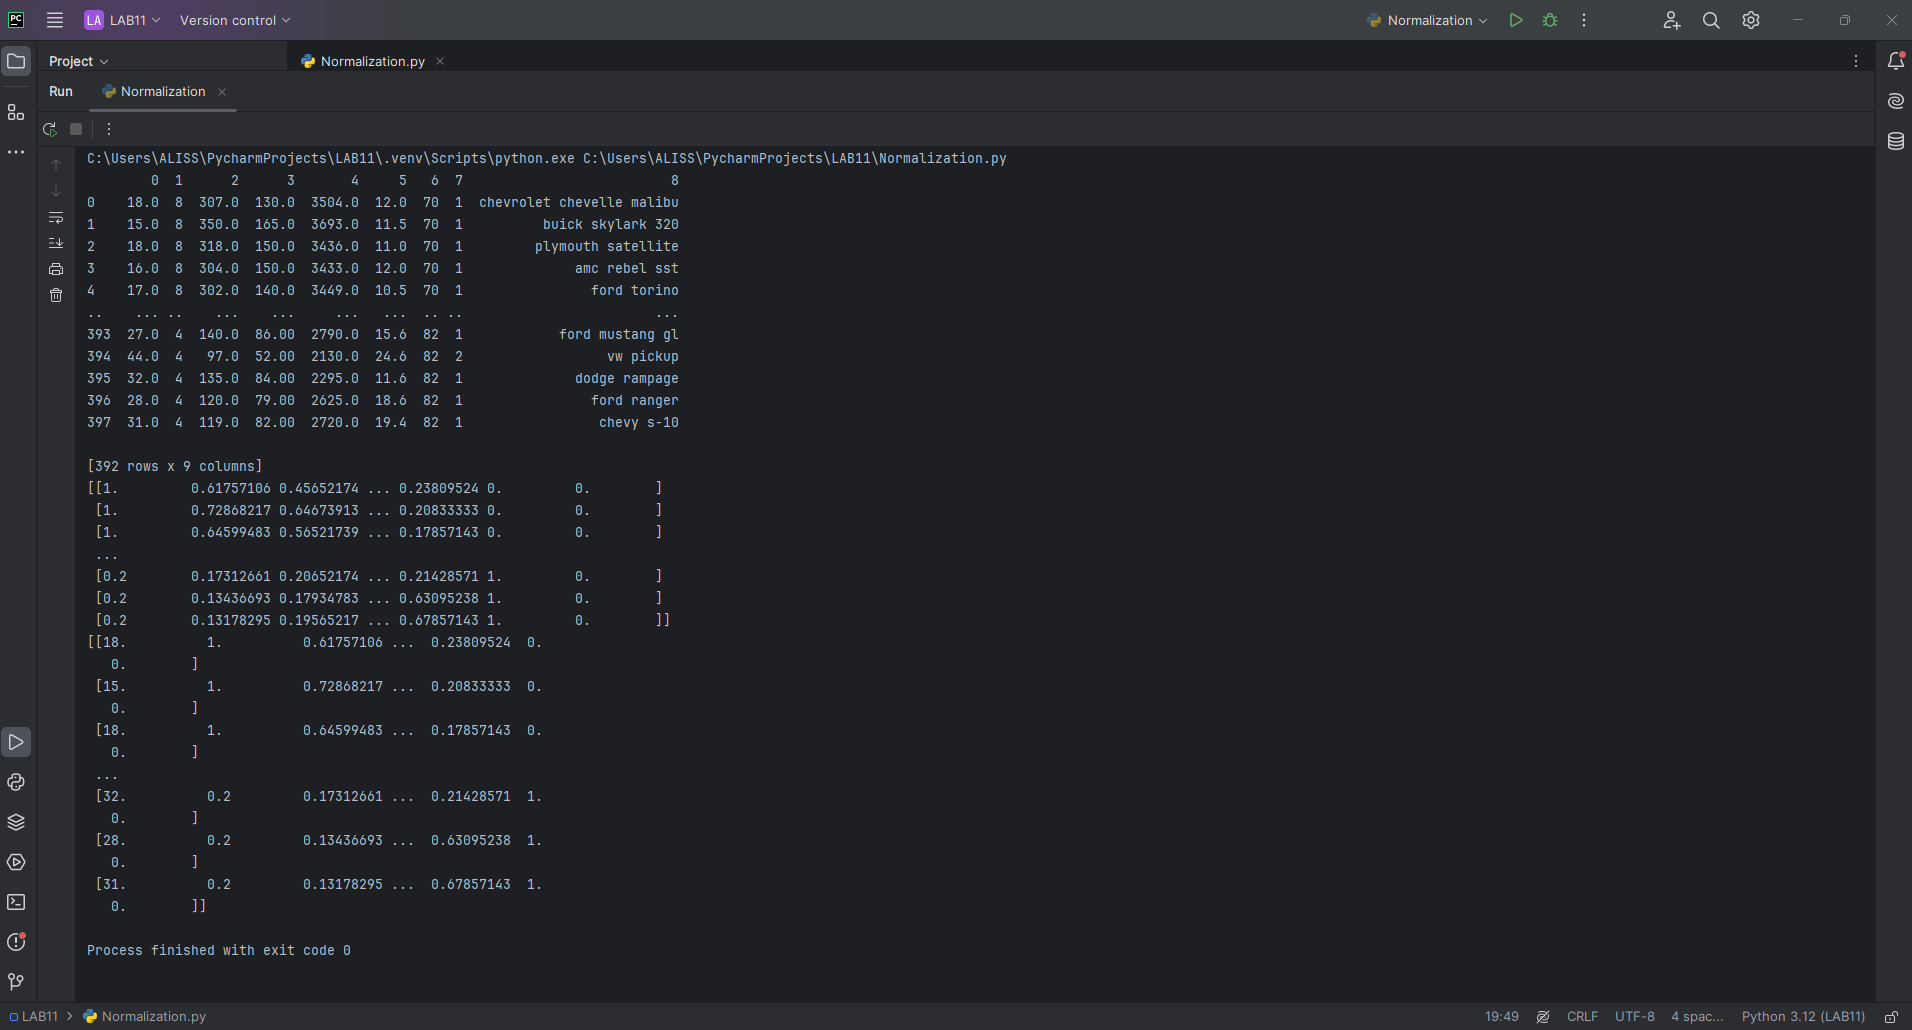 PC LA LAB11 Version control Normalization
Project Normalization.py
Run Normalization
C:\Users\ALISS\PycharmProjects\LAB11\.venv\Scripts\python.exe C:\Users\ALISS\PycharmProjects\LAB11\Normalization.py
0 1 2 3 4 5 6 7 8
0 18.0 8 307.0 130.0 3504.0 12.0 70 1 chevrolet chevelle malibu
1 15.0 8 350.0 165.0 3693.0 11.5 70 1 buick skylark 320
2 18.0 8 318.0 150.0 3436.0 11.0 70 1 plymouth satellite
3 16.0 8 304.0 150.0 3433.0 12.0 70 1 amc rebel sst
4 17.0 8 302.0 140.0 3449.0 10.5 70 1 ford torino
.. ... .. ... ... ... ... .. .. ...
393 27.0 4 140.0 86.00 2790.0 15.6 82 1 ford mustang gl
394 44.0 4 97.0 52.00 2130.0 24.6 82 2 vw pickup
395 32.0 4 135.0 84.00 2295.0 11.6 82 1 dodge rampage
396 28.0 4 120.0 79.00 2625.0 18.6 82 1 ford ranger
397 31.0 4 119.0 82.00 2720.0 19.4 82 1 chevy s-10
[392 rows x 9 columns]
[[1. 0.61757106 0.45652174 ... 0.23809524 0. 0. ]
[1. 0.72868217 0.64673913 ... 0.20833333 0. 0. ]
[1. 0.64599483 0.56521739 ... 0.17857143 0. 0. ]
...
[0.2 0.17312661 0.20652174 ... 0.21428571 1. 0. ]
[0.2 0.13436693 0.17934783 ... 0.63095238 1. 0. ]
[0.2 0.13178295 0.19565217 ... 0.67857143 1. 0. ]]
[[18. 1. 0.61757106 ... 0.23809524 0.
0. ]
[15. 1. 0.72868217 ... 0.20833333 0.
0. ]
[18. 1. 0.64599483 ... 0.17857143 0.
0. ]
...
[32. 0.2 0.17312661 ... 0.21428571 1.
0. ]
[28. 0.2 0.13436693 ... 0.63095238 1.
0. ]
[31. 0.2 0.13178295 ... 0.67857143 1.
0. ]]
Process finished with exit code 0
LAB11 > Normalization.py 19:49 CRLF UTF-8 4 spac... Python 3.12 (LAB11)